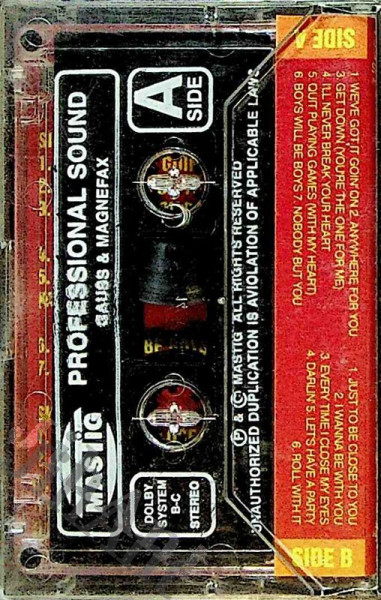 MASTIG
PROFESSIONAL SOUND
GAUSS & MAGNEFAX
A
SIDE
DOLBY
SYSTEM
B-C
STEREO
P & C MASTIG ALL RIGHTS RESERVED
UNAUTHORIZED DUPLICATION IS A VIOLATION OF APPLICABLE LAWS
SIDE A
1. WE'VE GOT IT GOIN' ON 2. ANYWHERE FOR YOU
3. GET DOWN (YOU'RE THE ONE FOR ME)
4. I'LL NEVER BREAK YOUR HEART
5. QUIT PLAYING GAMES (WITH MY HEART)
6. BOYS WILL BE BOYS 7. NOBODY BUT YOU
SIDE B
1. JUST TO BE CLOSE TO YOU
2. I WANNA BE WITH YOU
3. EVERY TIME I CLOSE MY EYES
4. DARLIN' 5. LET'S HAVE A PARTY
6. ROLL WITH IT